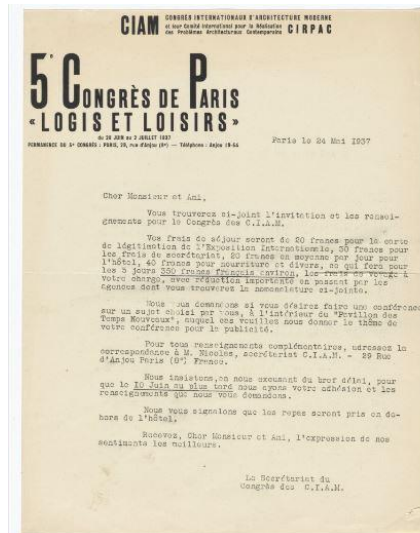 CIAM CONGRÈS INTERNATIONAUX D'ARCHITECTURE MODERNE
et leur Comité International pour la Réalisation
des Problèmes Architecturaux Contemporains CIRPAC
5e CONGRÈS DE PARIS
« LOGIS ET LOISIRS »
du 28 JUIN au 2 JUILLET 1937
PERMANENCE DU 5e CONGRÈS : PARIS, 29, rue d'Anjou (8e) — Téléphone : Anjou
Paris le 24 Mai 1937
Cher Monsieur et Ami,
Vous trouverez ci-joint l'invitation et les rensei-
gnements pour le Congrès des C.I.A.M.
Vos frais de séjour seront de 20 francs pour la carte
de légitimation de l'Exposition Internationale, 50 francs pour
les frais de secrétariat, 20 francs en moyenne par jour pour
l'hôtel, 40 francs pour nourriture et divers, ce qui fera pour
les 5 jours 350 francs français environ, les frais de voyage à
votre charge, avec réduction importante en passant par les
agences dont vous trouverez la nomenclature ci-jointe.
Nous vous demandons si vous désirez faire une conférence
sur un sujet choisi par vous, à l'intérieur du "Pavillon des
Temps Nouveaux", auquel cas veuillez nous donner le thème de
votre conférence pour la publicité.
Pour tous renseignements complémentaires, adressez la
correspondance à M. Nicolas, secrétariat C.I.A.M. - 29 Rue
d'Anjou Paris (8°) France.
Nous insistons, en nous excusant du bref délai, pour
que le 10 Juin au plus tard nous ayons votre adhésion et les
renseignements que nous vous demandons.
Nous vous signalons que les repas seront pris en de-
hors de l'hôtel.
Recevez, Cher Monsieur et Ami, l'expression de nos
sentiments les meilleurs.
Le Secrétariat du
Congrès des C.I.A.M.